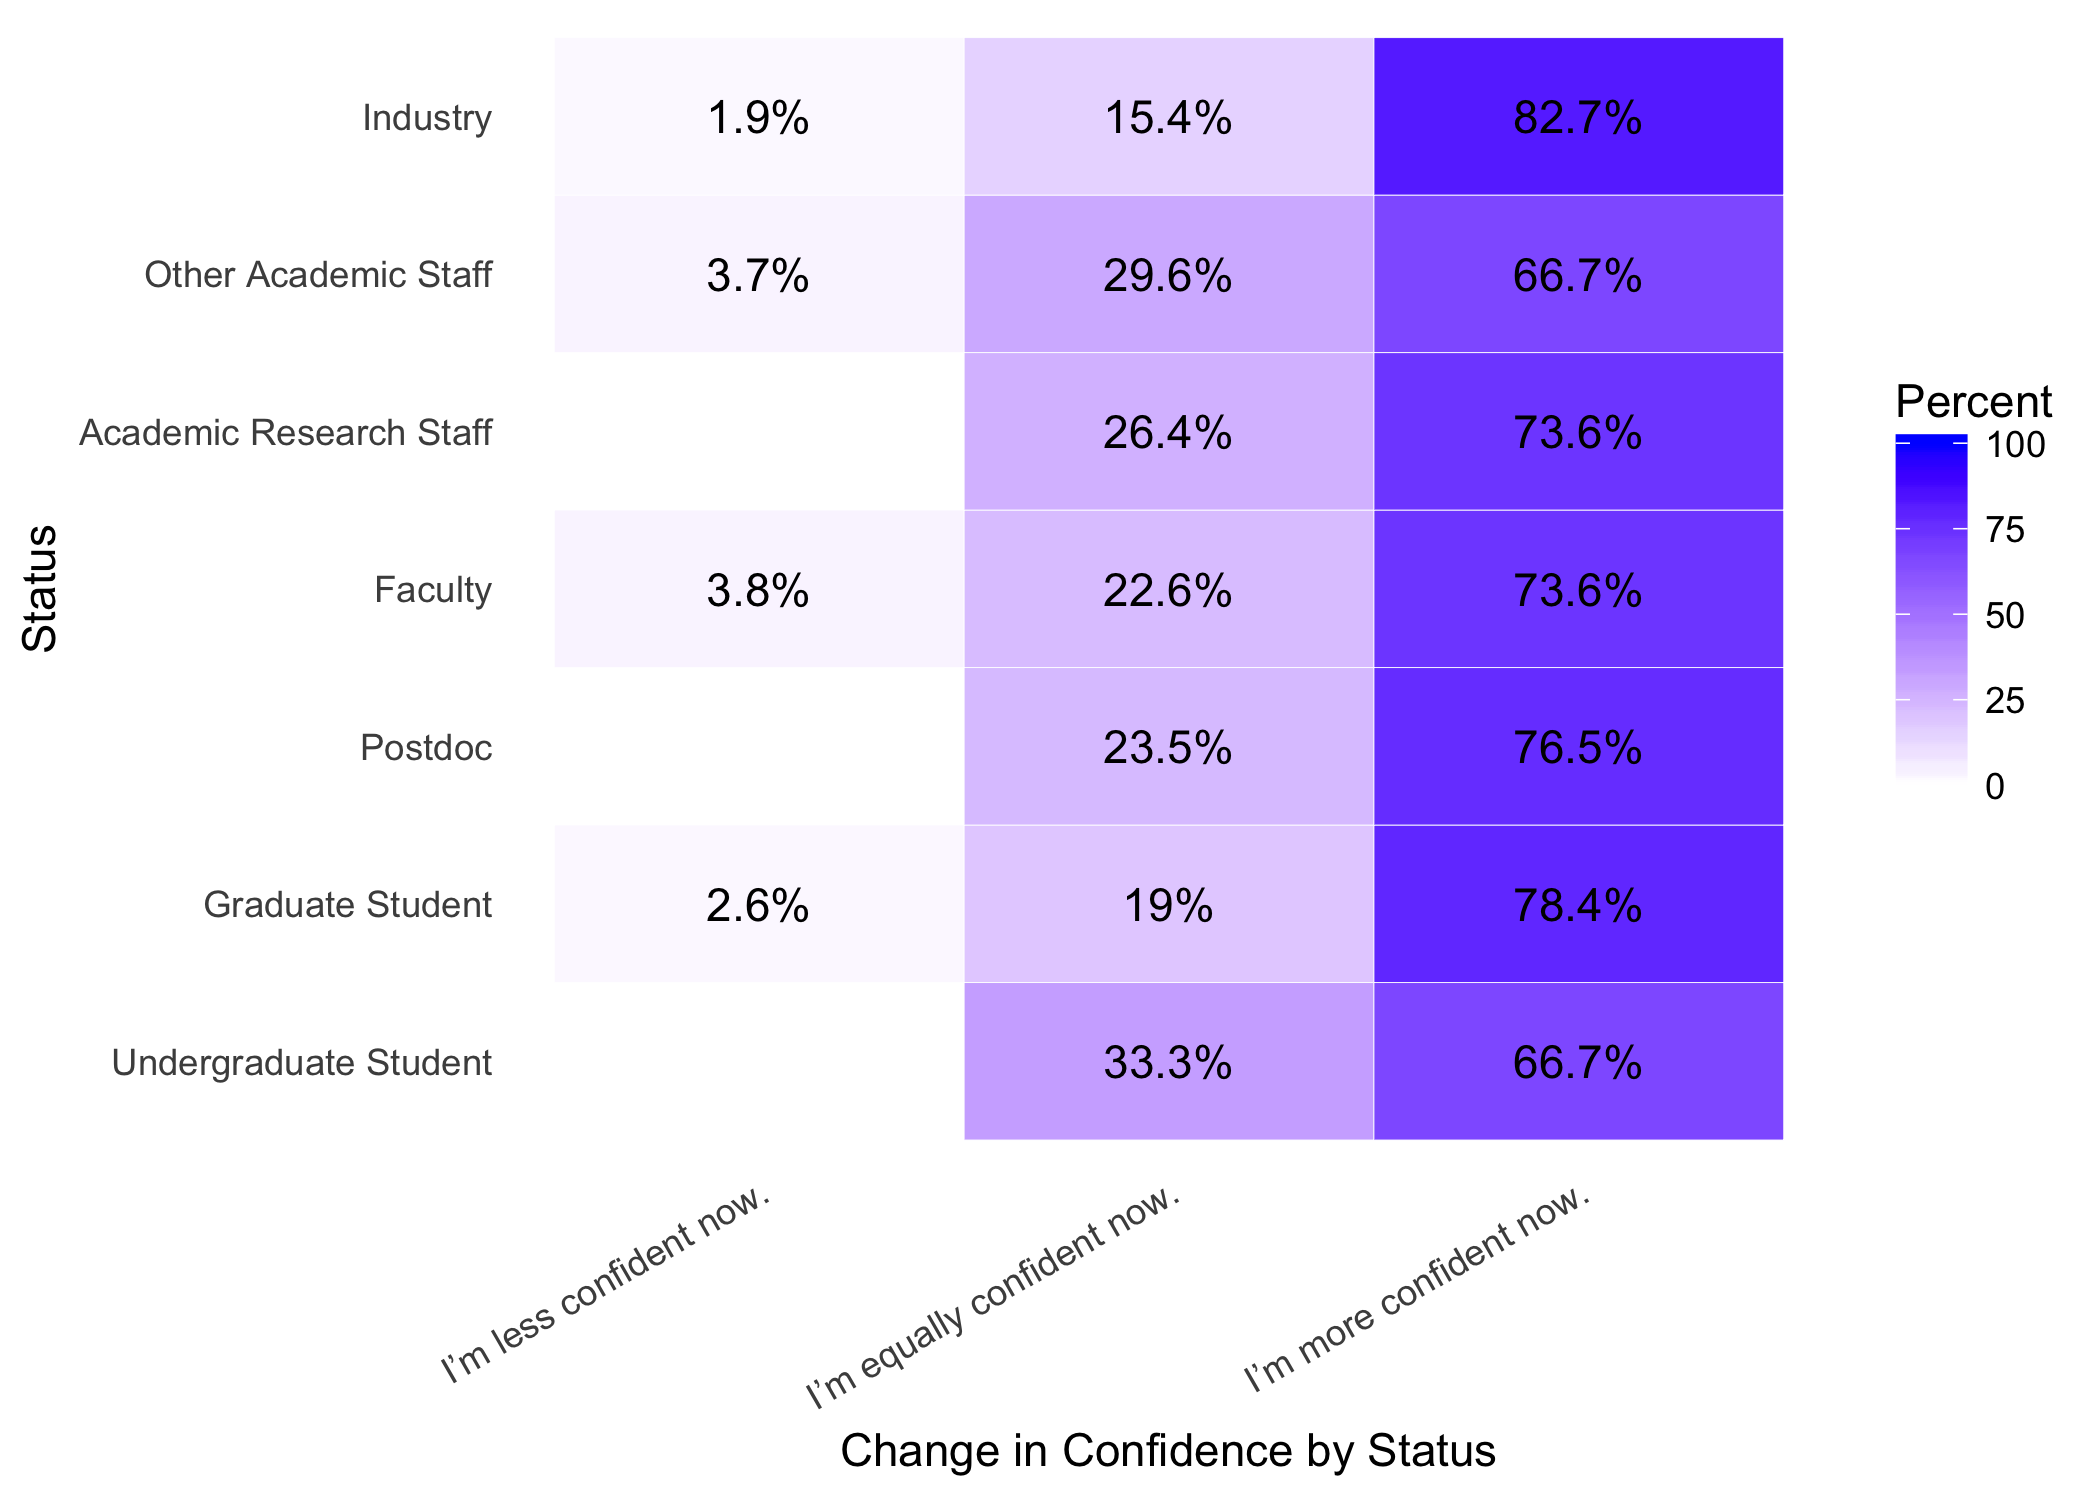 Industry 1.9% 15.4% 82.7%
Other Academic Staff 3.7% 29.6% 66.7%
Academic Research Staff 26.4% 73.6%
Faculty 3.8% 22.6% 73.6%
Postdoc 23.5% 76.5%
Graduate Student 2.6% 19% 78.4%
Undergraduate Student 33.3% 66.7%
Status
I’m less confident now.
I’m equally confident now.
I’m more confident now.
Change in Confidence by Status
Percent
100
75
50
25
0